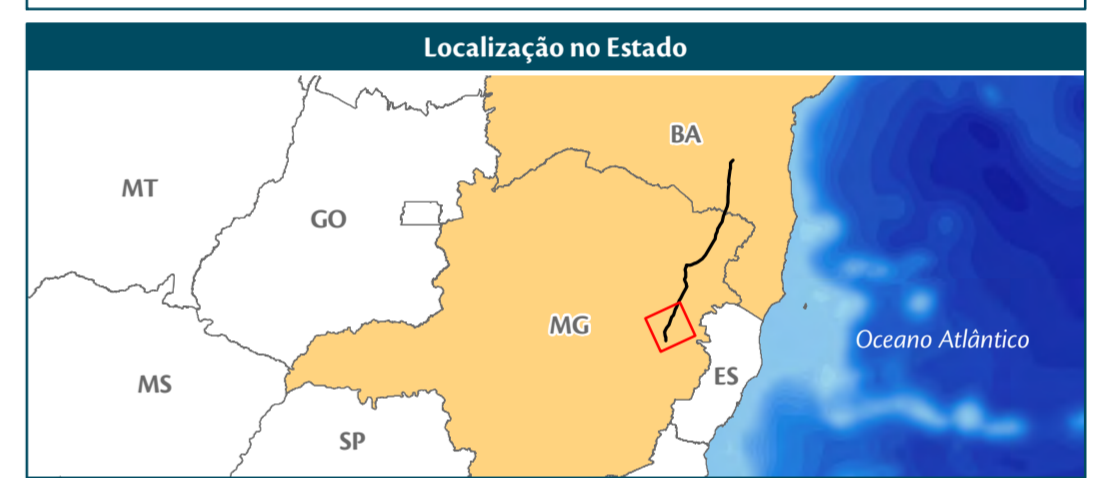 Localização no Estado
BA
MT
GO
MG
Oceano Atlântico
ES
MS
SP